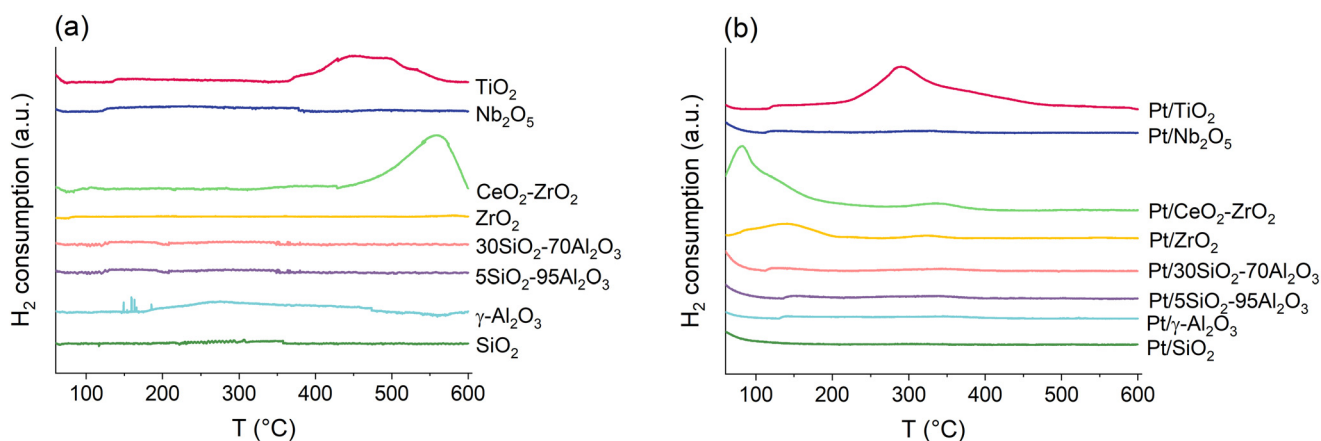 (a)
H₂ consumption (a.u.)
TiO₂
Nb₂O₅
CeO₂-ZrO₂
ZrO₂
30SiO₂-70Al₂O₃
5SiO₂-95Al₂O₃
γ-Al₂O₃
SiO₂
100 200 300 400 500 600
T (°C)
(b)
H₂ consumption (a.u.)
Pt/TiO₂
Pt/Nb₂O₅
Pt/CeO₂-ZrO₂
Pt/ZrO₂
Pt/30SiO₂-70Al₂O₃
Pt/5SiO₂-95Al₂O₃
Pt/γ-Al₂O₃
Pt/SiO₂
100 200 300 400 500 600
T (°C)